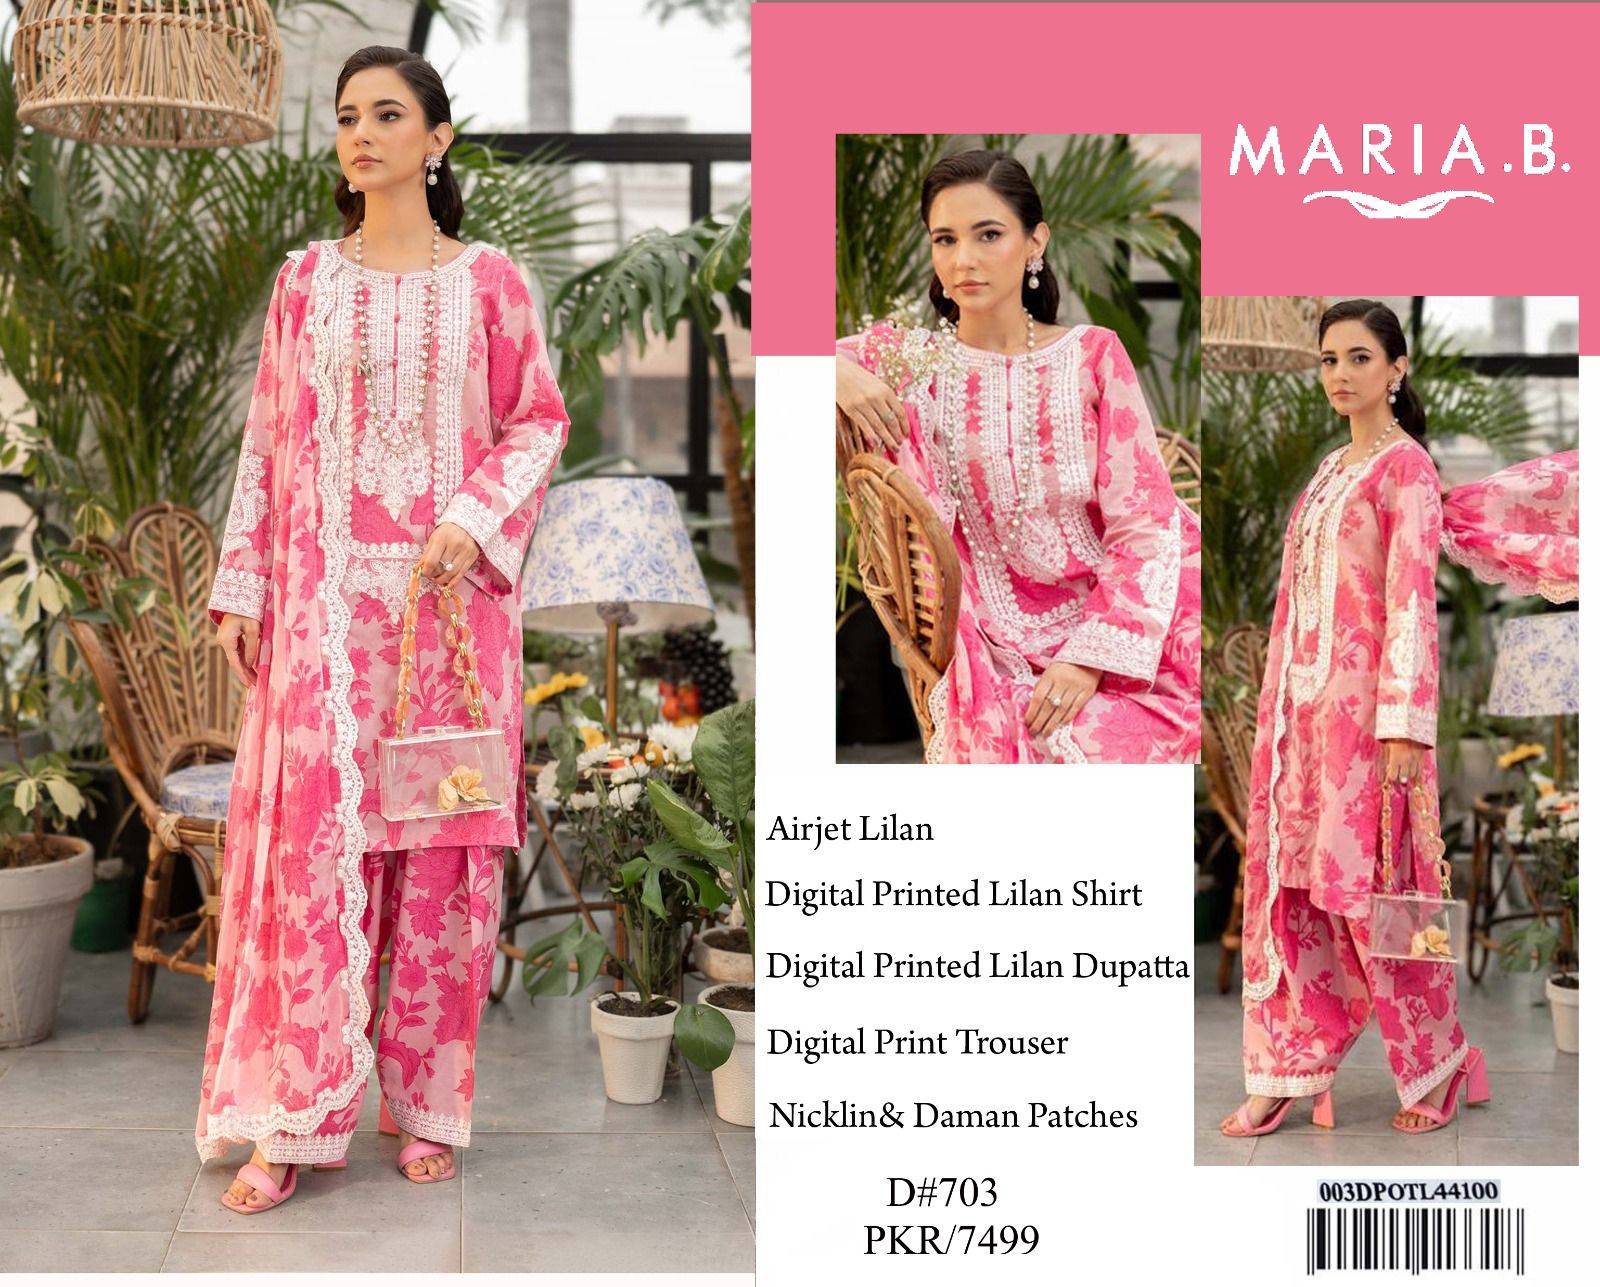 MARIA.B.
Airjet Lilan
Digital Printed Lilan Shirt
Digital Printed Lilan Dupatta
Digital Print Trouser
Nicklin& Daman Patches
D#703
PKR/7499
003DPOTL44100